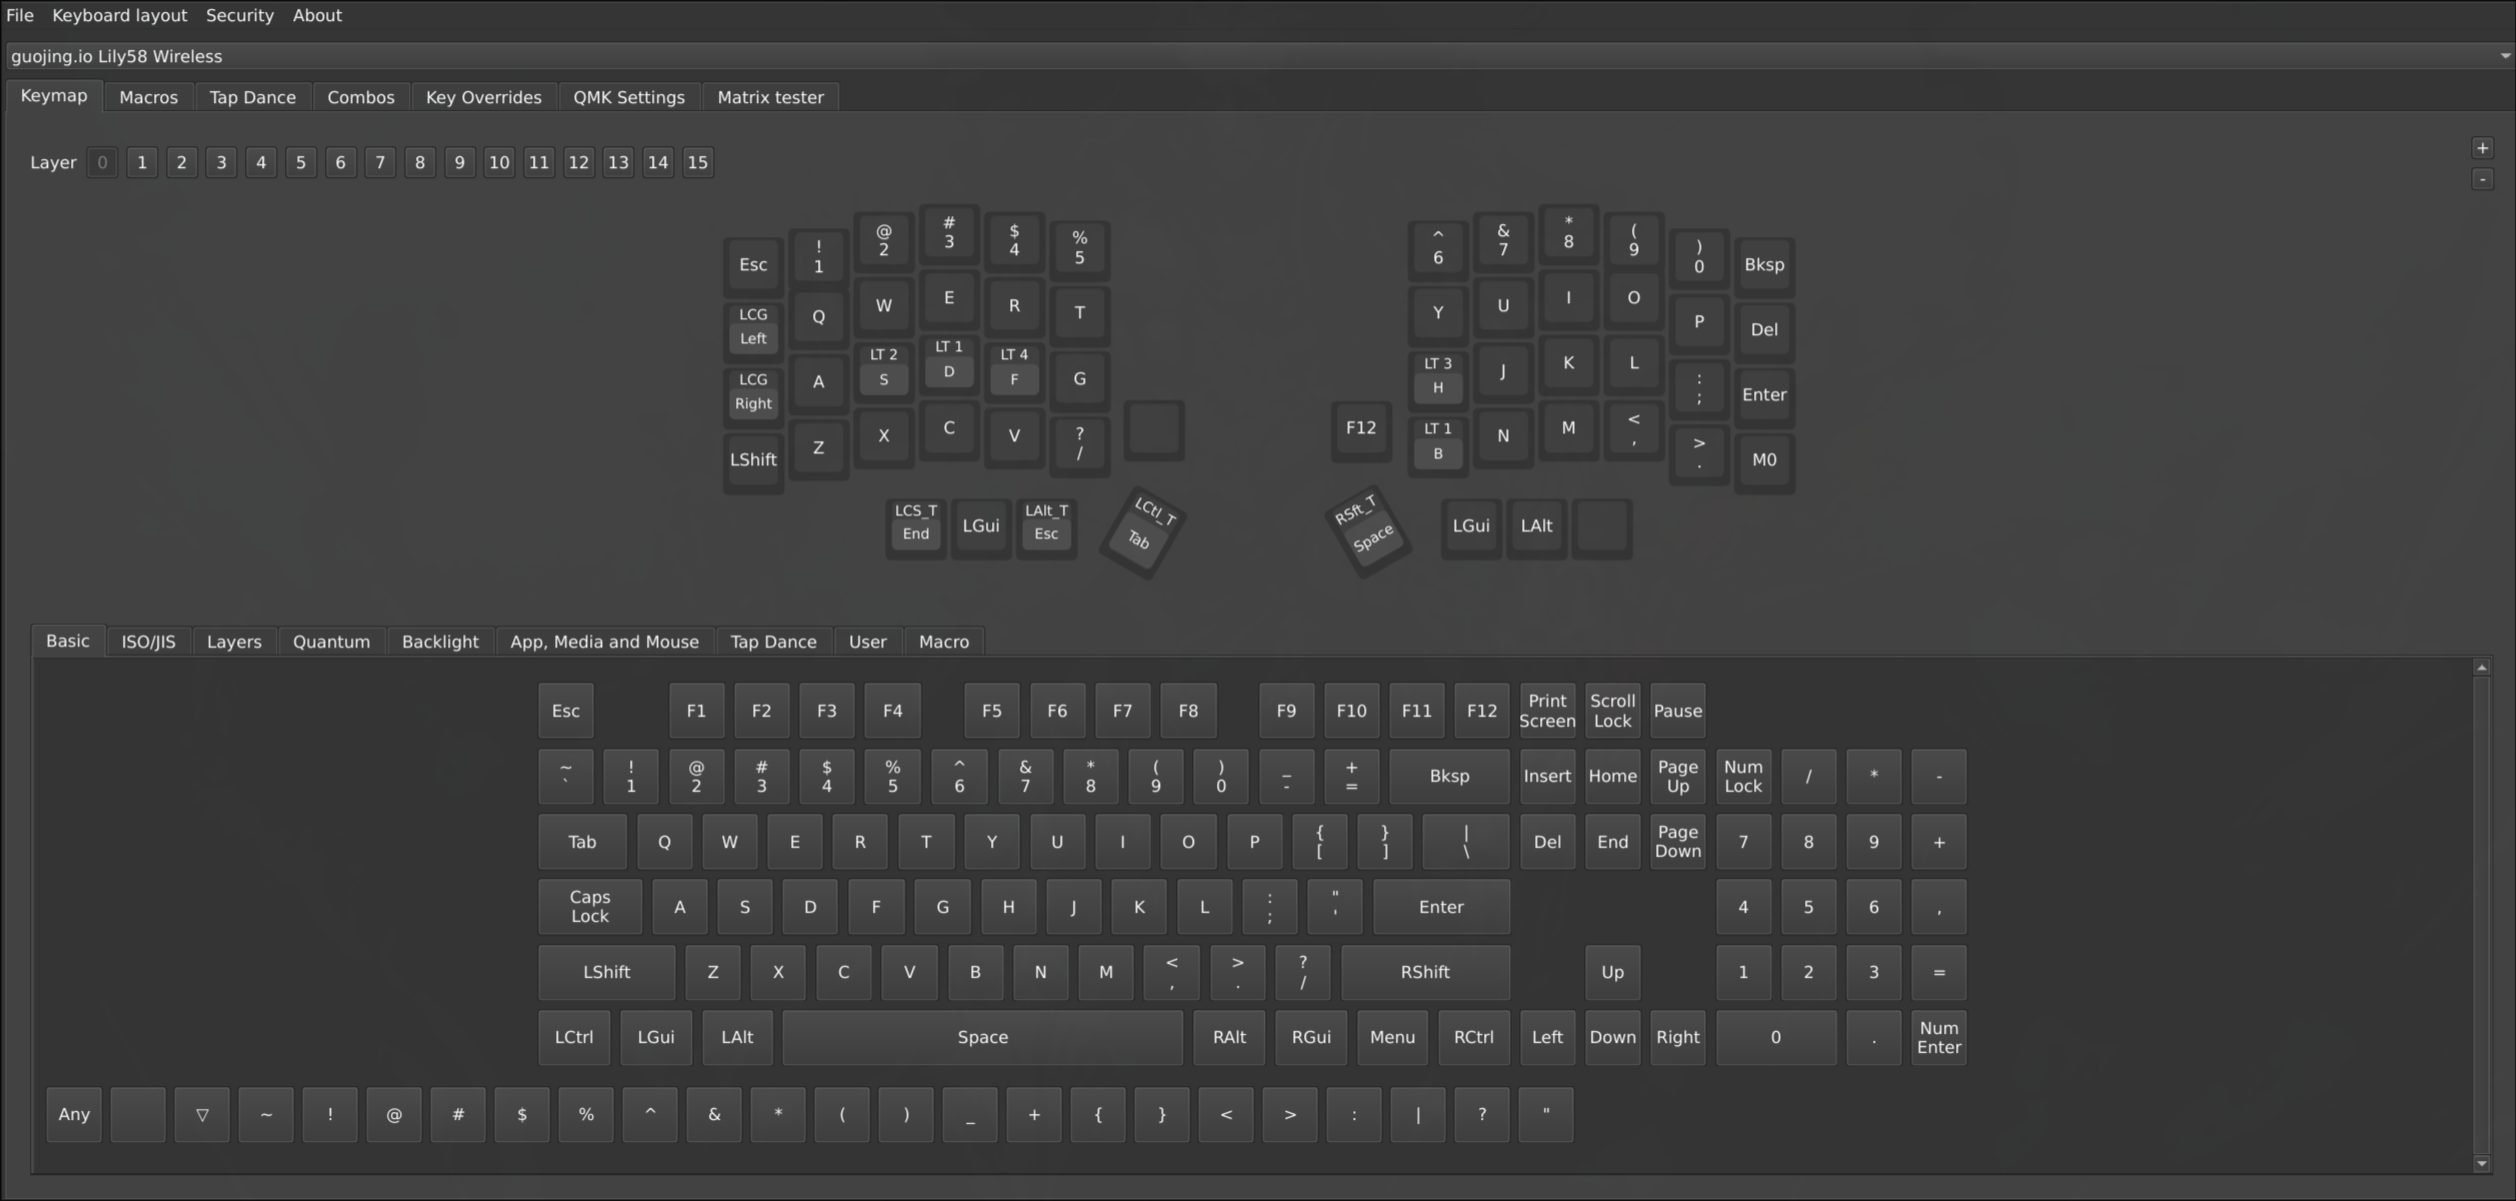 File Keyboard layout Security About
guojing.io Lily58 Wireless
Keymap Macros Tap Dance Combos Key Overrides QMK Settings Matrix tester
Layer 0 1 2 3 4 5 6 7 8 9 10 11 12 13 14 15
+
-
Esc ! 1 @ 2 # 3 $ 4 % 5 ^ 6 & 7 * 8 ( 9 ) 0 Bksp
LCG Left Q W E R T Y U I O P Del
LCG Right A LT 2 S LT 1 D LT 4 F G LT 3 H J K L : ; Enter
LShift Z X C V ? / F12 LT 1 B N M < , > . M0
LCS_T End LGui LAlt_T Esc LCtl_T Tab RSft_T Space LGui LAlt
Basic ISO/JIS Layers Quantum Backlight App, Media and Mouse Tap Dance User Macro
Esc F1 F2 F3 F4 F5 F6 F7 F8 F9 F10 F11 F12 Print Screen Scroll Lock Pause
~ ` ! 1 @ 2 # 3 $ 4 % 5 ^ 6 & 7 * 8 ( 9 ) 0 _ - + = Bksp Insert Home Page Up Num Lock / * -
Tab Q W E R T Y U I O P { [ } ] | \ Del End Page Down 7 8 9 +
Caps Lock A S D F G H J K L : ; " ' Enter 4 5 6 ,
LShift Z X C V B N M < , > . ? / RShift Up 1 2 3 =
LCtrl LGui LAlt Space RAlt RGui Menu RCtrl Left Down Right 0 . Num Enter
Any ▽ ~ ! @ # $ % ^ & * ( ) _ + { } < > : | ? "